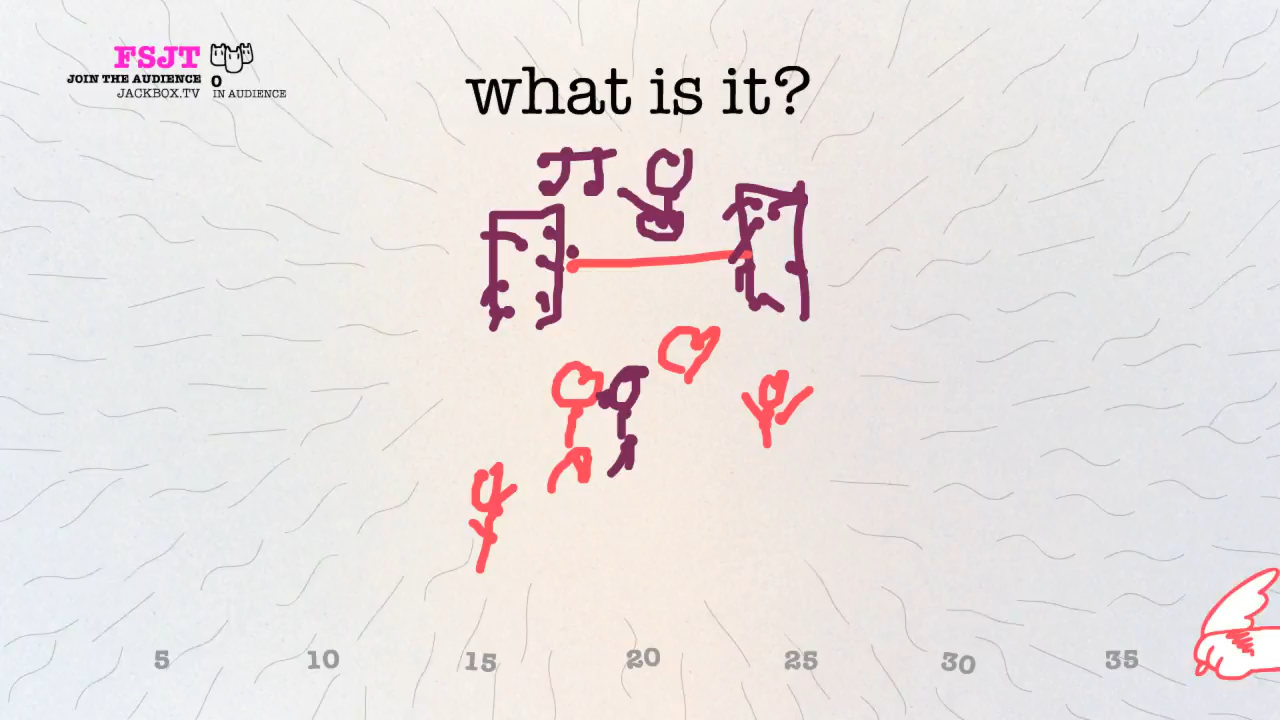 FSJT
JOIN THE AUDIENCE
JACKBOX.TV
0
IN AUDIENCE
what is it?
5 10 15 20 25 30 35